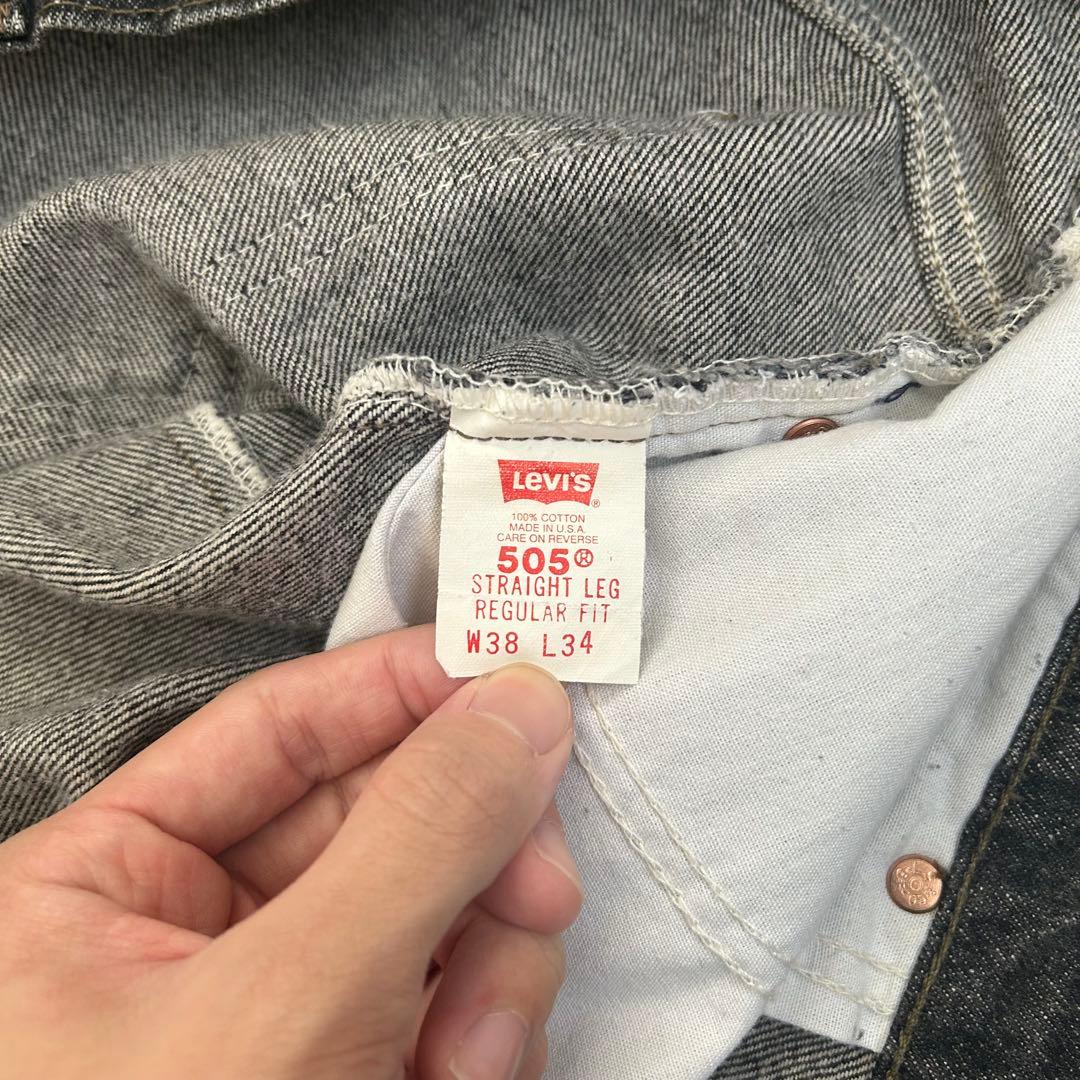 Levi's
®
100% COTTON
MADE IN U.S.A.
CARE ON REVERSE
505®
STRAIGHT LEG
REGULAR FIT
W38 L34